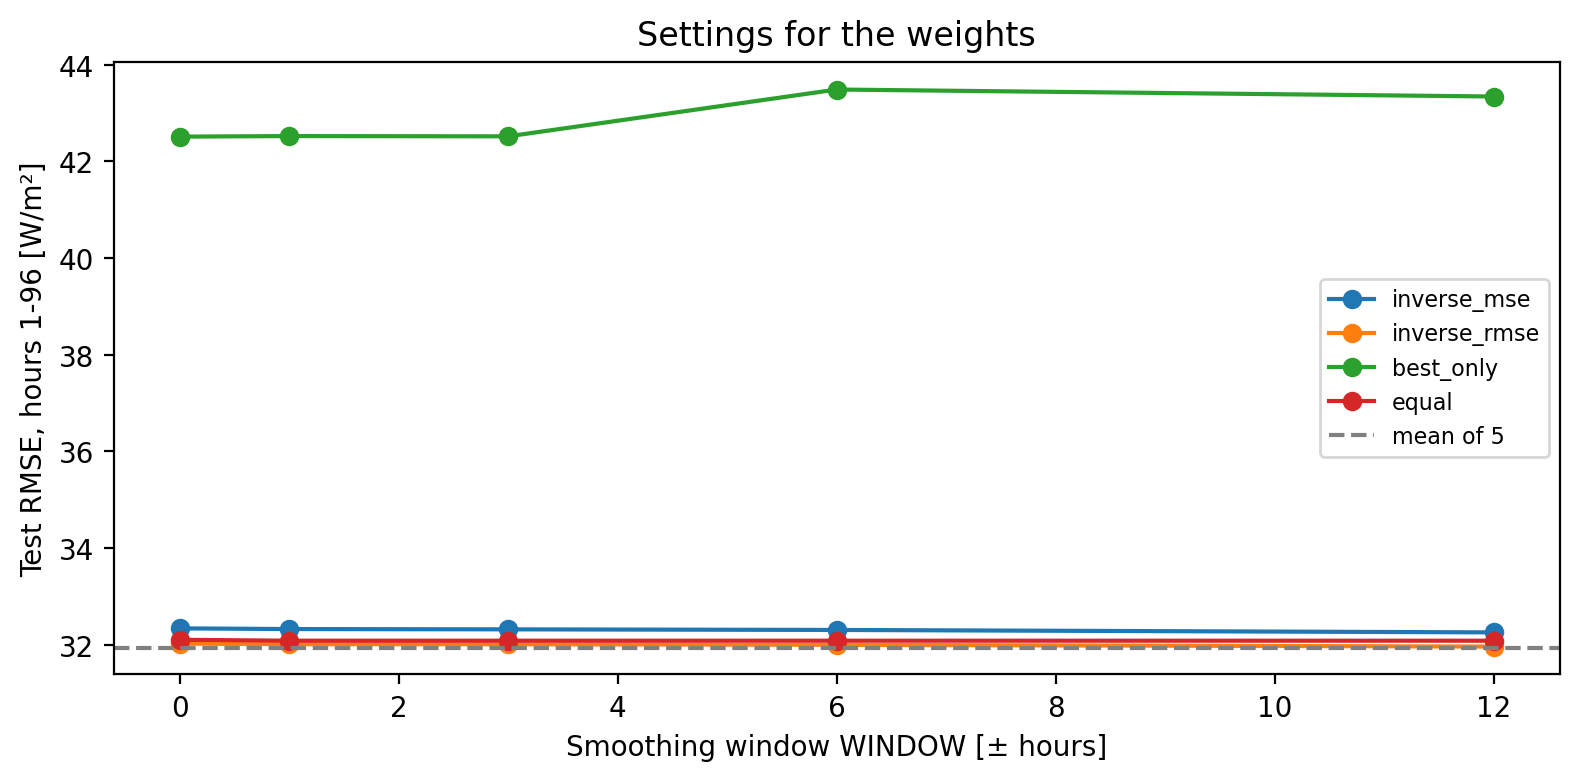 Settings for the weights
Test RMSE, hours 1-96 [W/m²]
44
42
40
38
36
34
32
inverse_mse
inverse_rmse
best_only
equal
mean of 5
0 2 4 6 8 10 12
Smoothing window WINDOW [± hours]